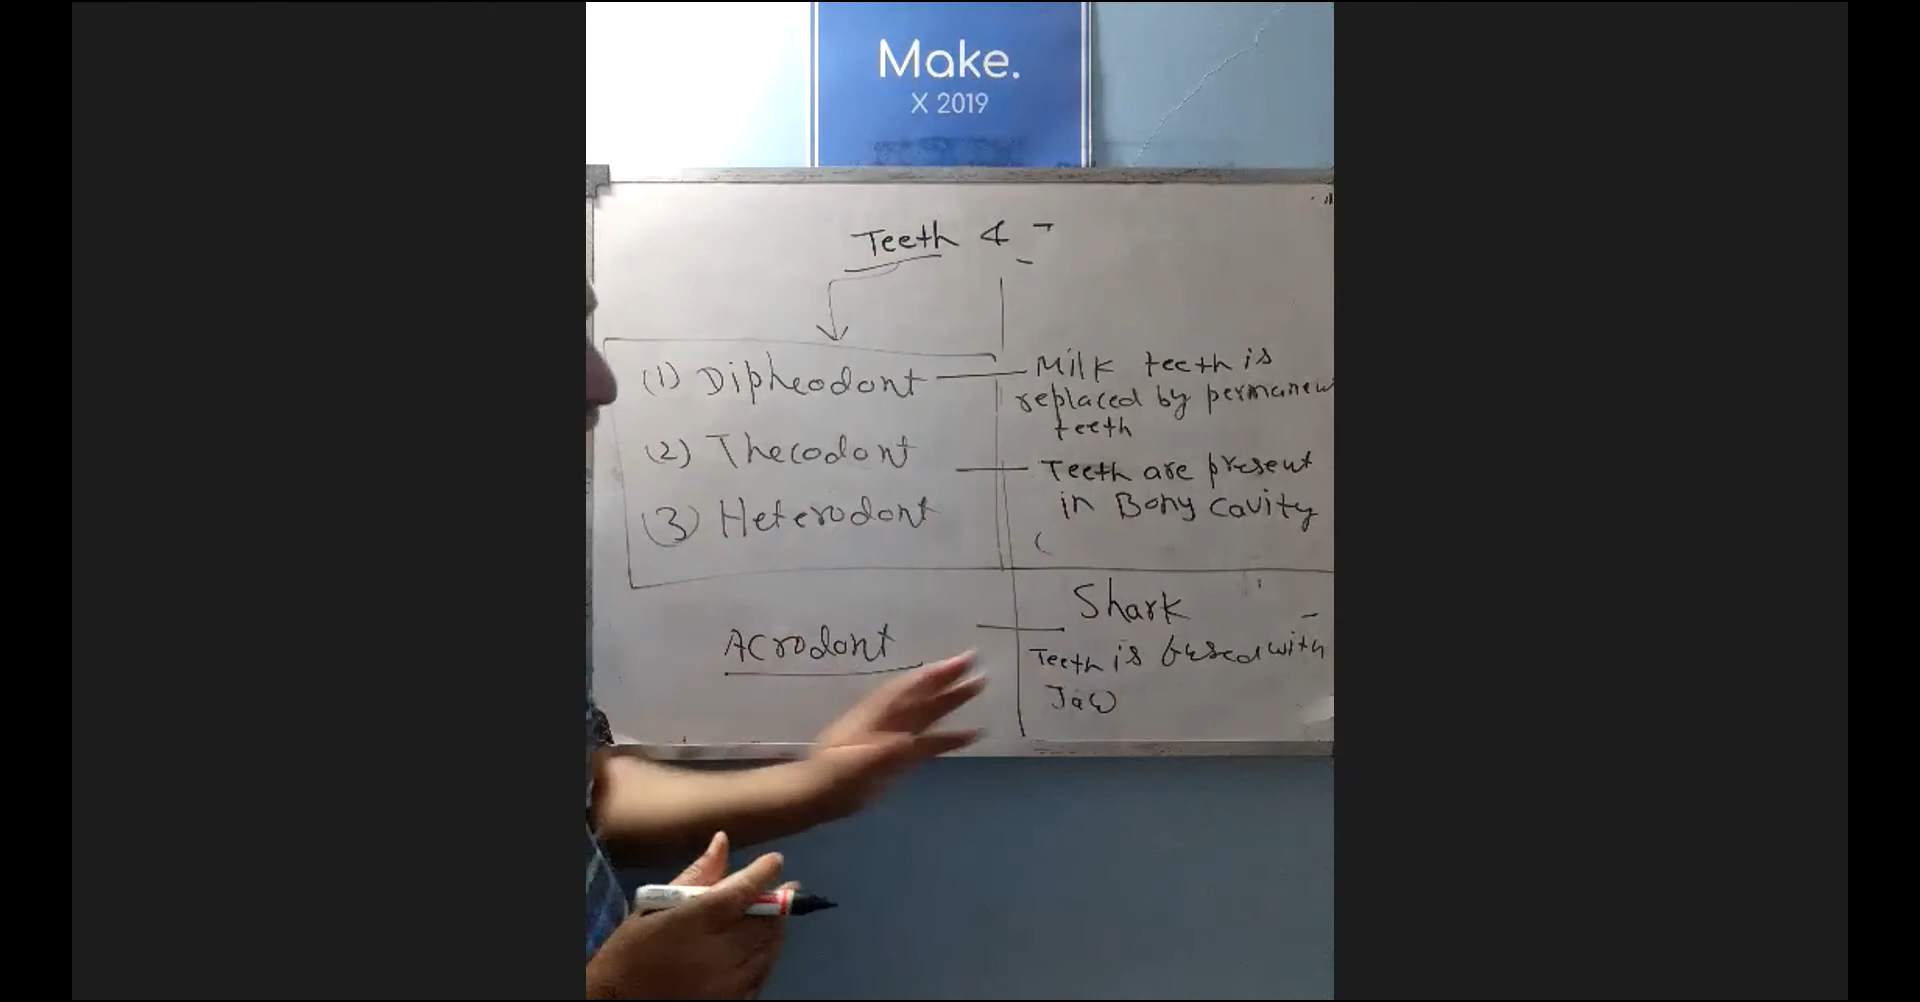 Make.
X 2019
Teeth
(1) Dipheodont
Milk teeth is
replaced by permanent
teeth
(2) Thecodont
Teeth are present
in Bony cavity
(3) Heterodont
(
Shark
Acrodont
Teeth is fused with
Jaw